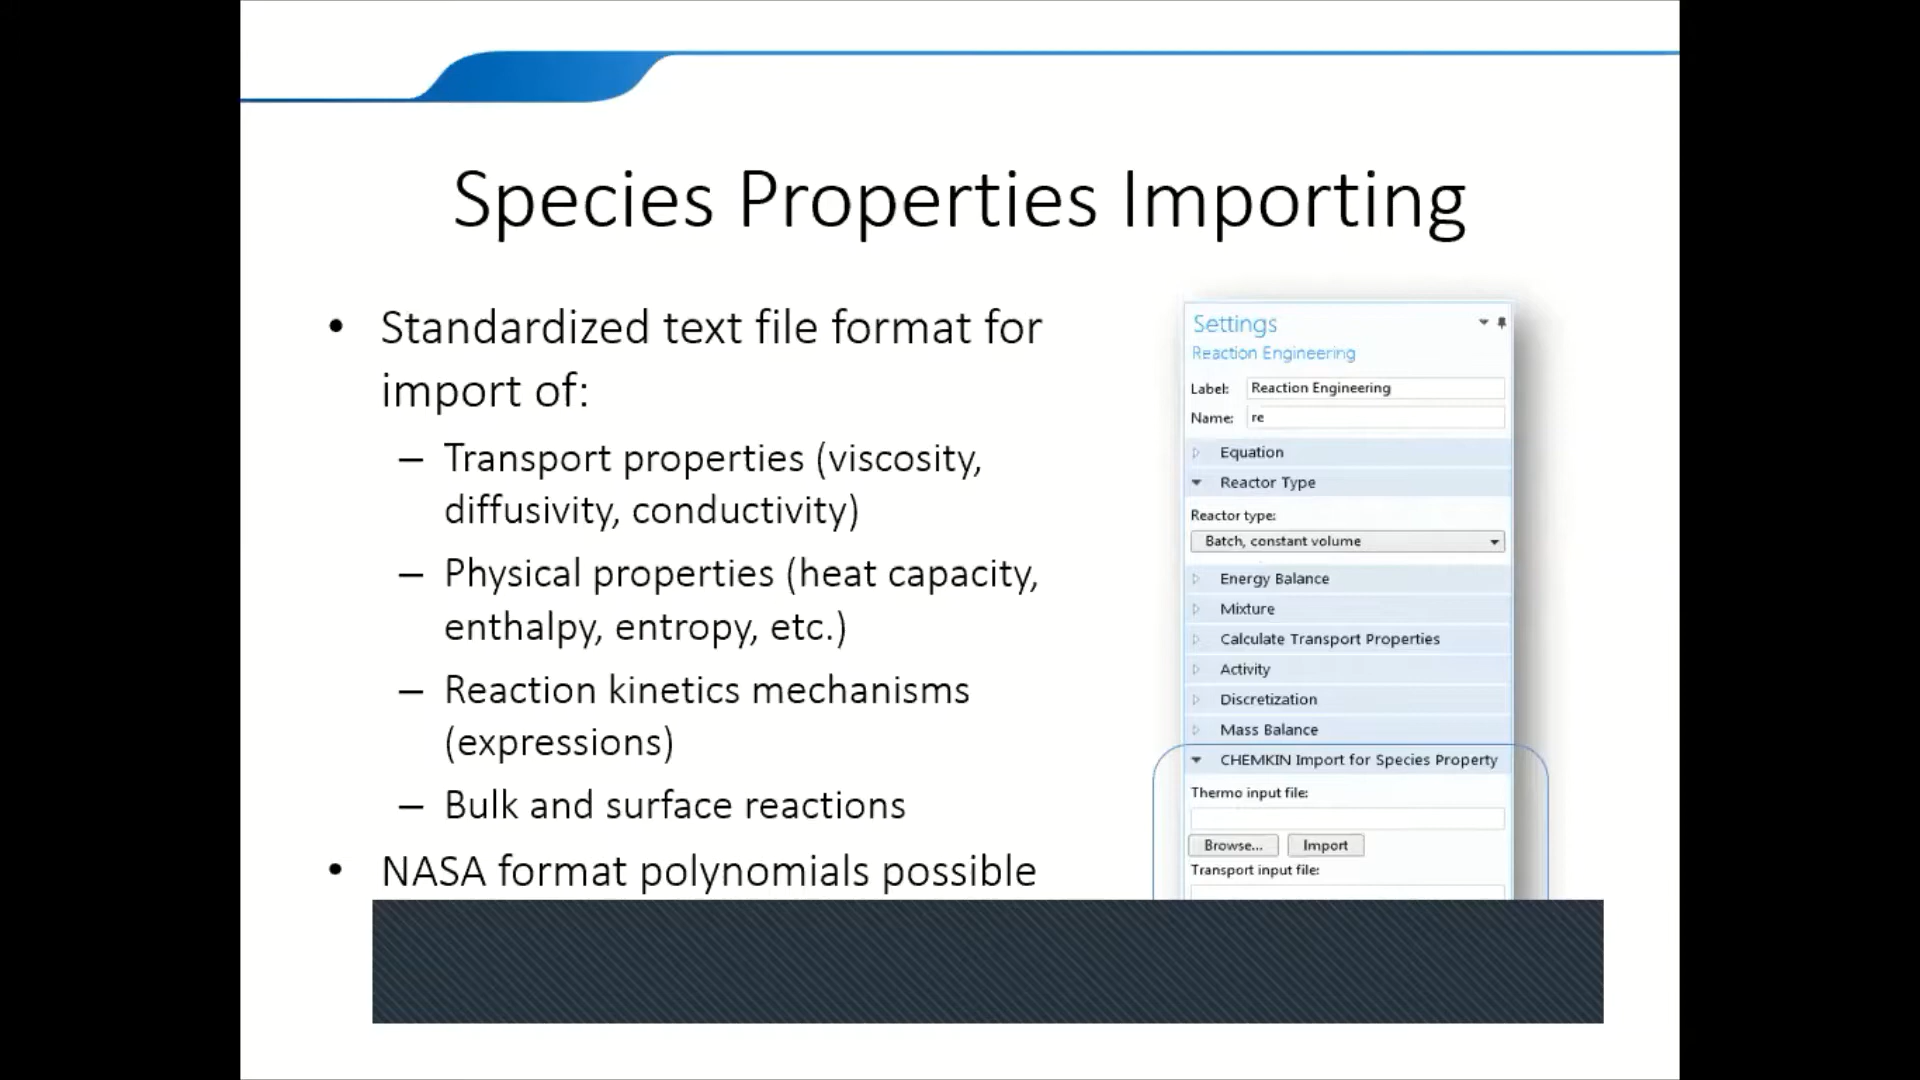 Species Properties Importing
• Standardized text file format for
import of:
– Transport properties (viscosity,
diffusivity, conductivity)
– Physical properties (heat capacity,
enthalpy, entropy, etc.)
– Reaction kinetics mechanisms
(expressions)
– Bulk and surface reactions
• NASA format polynomials possible
Settings
Reaction Engineering
Label: Reaction Engineering
Name: re
Equation
Reactor Type
Reactor type:
Batch, constant volume
Energy Balance
Mixture
Calculate Transport Properties
Activity
Discretization
Mass Balance
CHEMKIN Import for Species Property
Thermo input file:
Browse... Import
Transport input file: